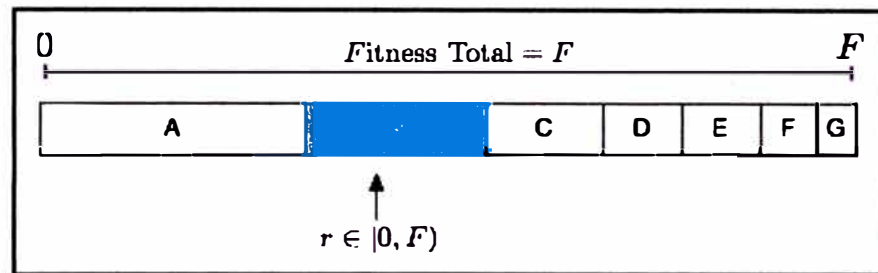 0 Fitness Total = F F
A C D E F G
r ∈ [0, F)